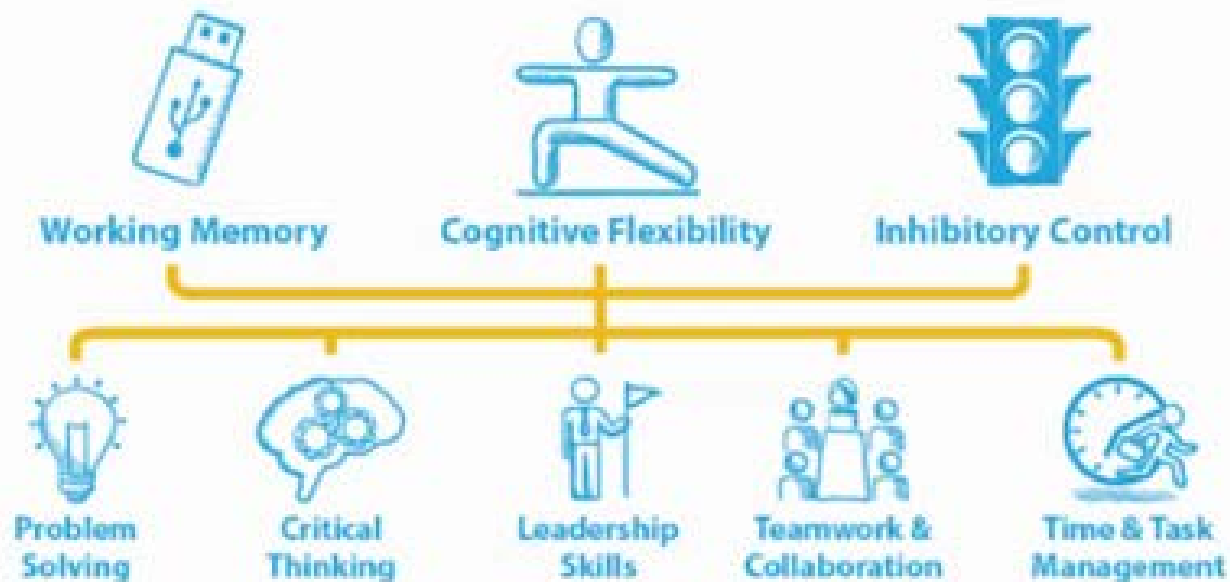 Working Memory
Cognitive Flexibility
Inhibitory Control
Problem
Solving
Critical
Thinking
Leadership
Skills
Teamwork &
Collaboration
Time & Task
Management